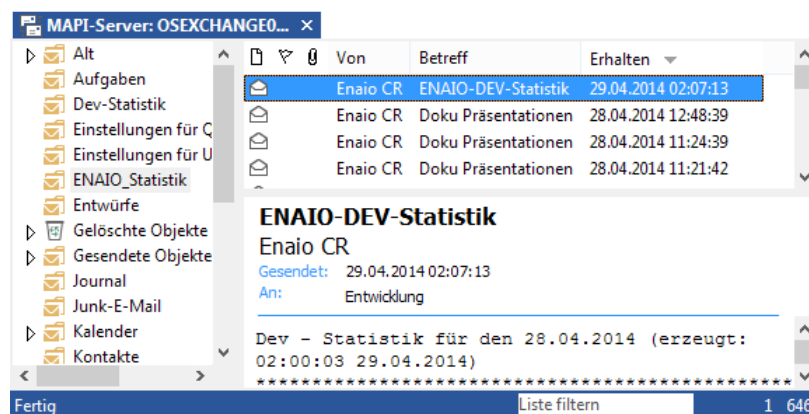 MAPI-Server: OSEXCHANGE0... ×
Alt
Aufgaben
Dev-Statistik
Einstellungen für Q
Einstellungen für U
ENAIO_Statistik
Entwürfe
Gelöschte Objekte
Gesendete Objekte
Journal
Junk-E-Mail
Kalender
Kontakte
Von Betreff Erhalten
Enaio CR ENAIO-DEV-Statistik 29.04.2014 02:07:13
Enaio CR Doku Präsentationen 28.04.2014 12:48:39
Enaio CR Doku Präsentationen 28.04.2014 11:24:39
Enaio CR Doku Präsentationen 28.04.2014 11:21:42
ENAIO-DEV-Statistik
Enaio CR
Gesendet: 29.04.2014 02:07:13
An: Entwicklung
Dev - Statistik für den 28.04.2014 (erzeugt:
02:00:03 29.04.2014)
************************************************
Fertig Liste filtern 1 646